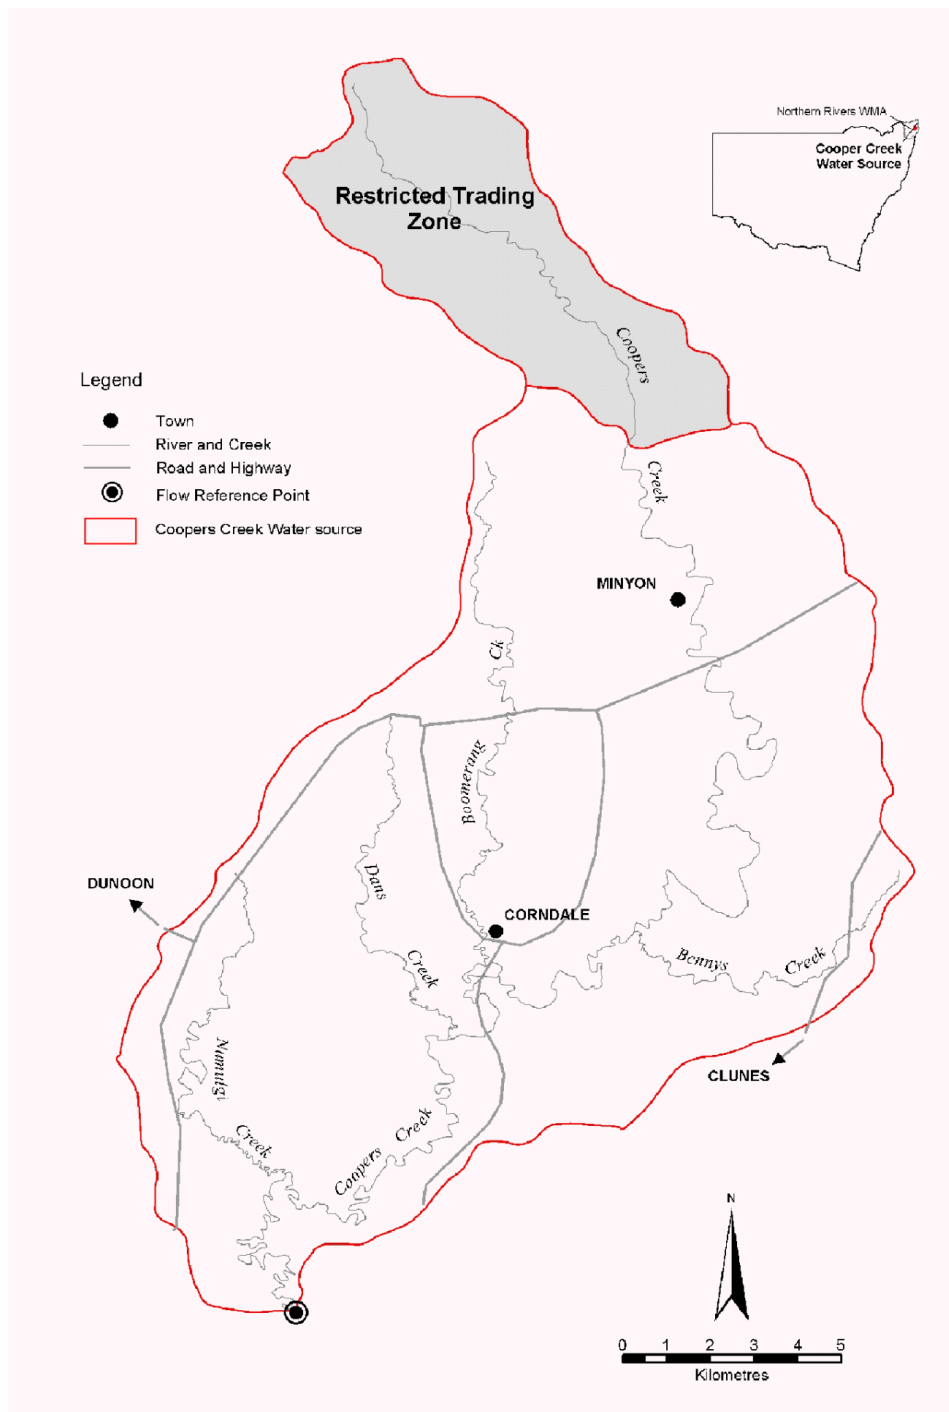 Northern Rivers WMA
Cooper Creek
Water Source
Restricted Trading
Zone
Coopers
Legend
Town
River and Creek
Road and Highway
Flow Reference Point
Coopers Creek Water source
Creek
MINYON
Ck
Boomerang
Dans
DUNOON
CORNDALE
Creek
Bennys
Creek
Numulgi
CLUNES
Creek
Coopers
Creek
N
0 1 2 3 4 5
Kilometres